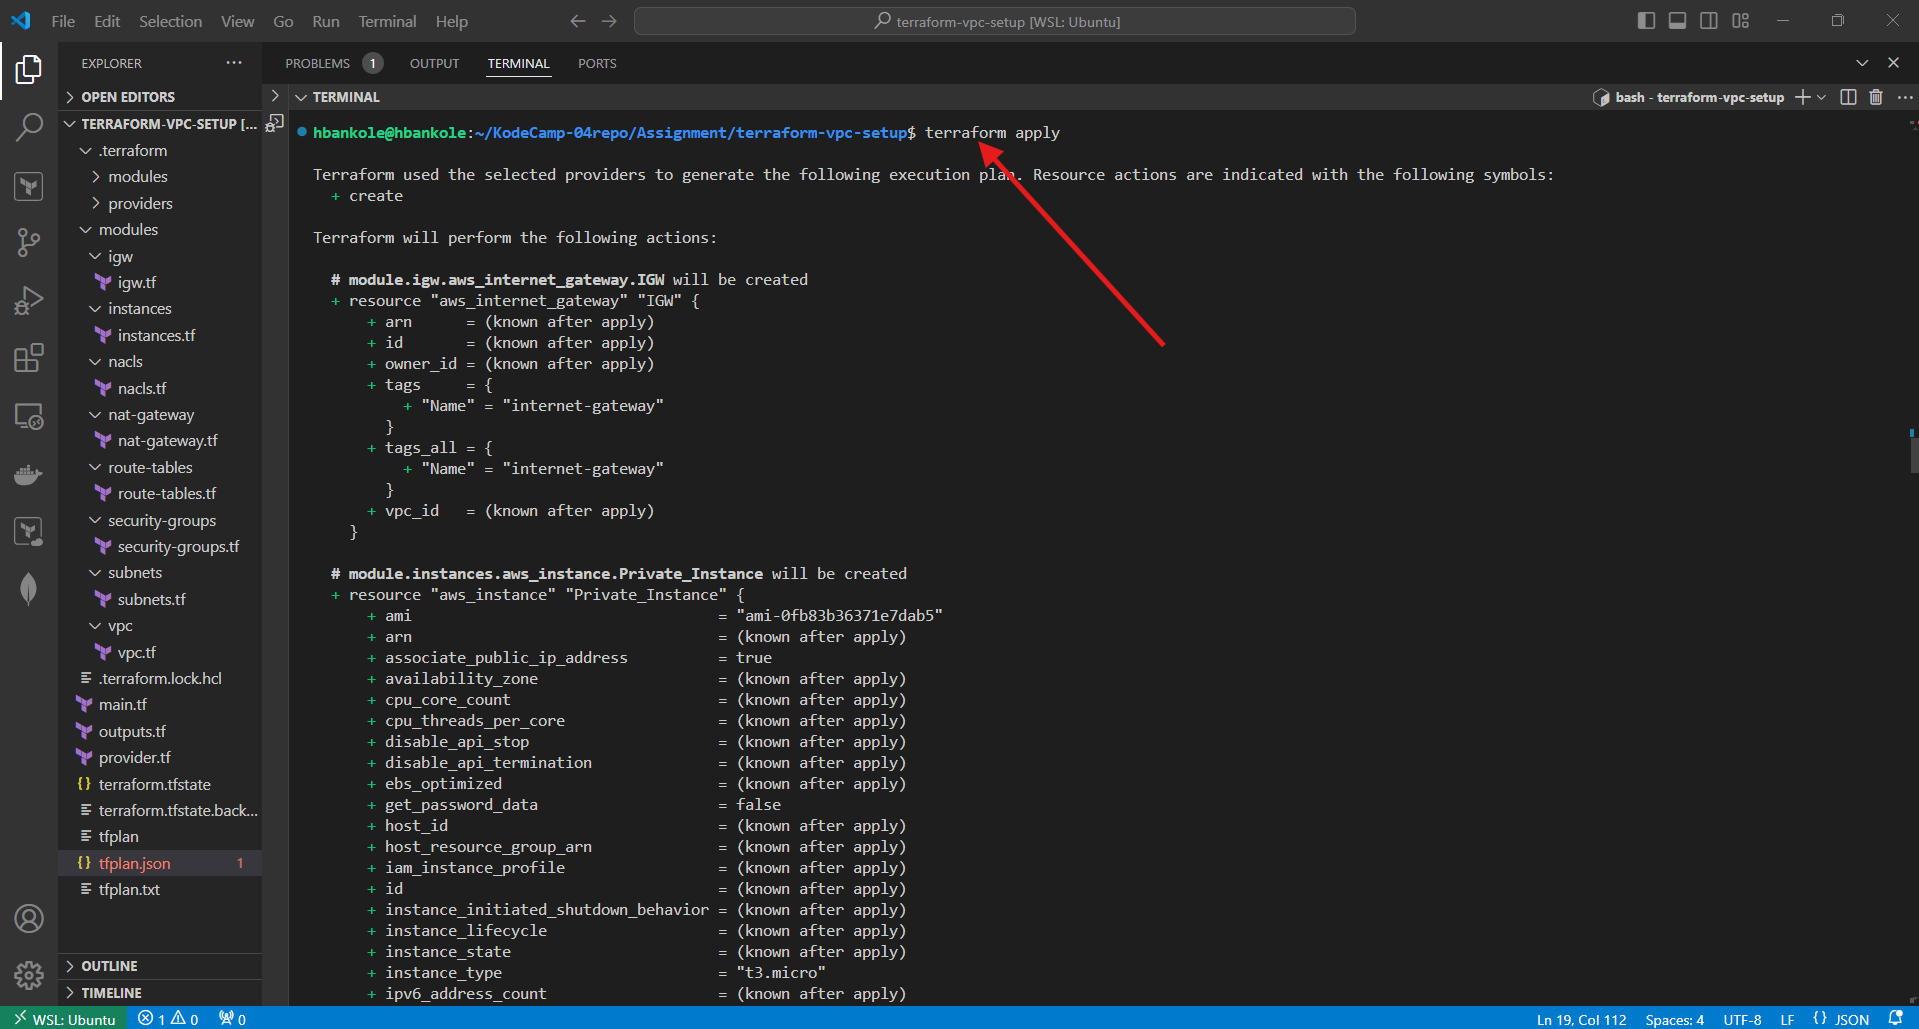 File Edit Selection View Go Run Terminal Help
terraform-vpc-setup [WSL: Ubuntu]
EXPLORER
OPEN EDITORS
TERRAFORM-VPC-SETUP [...
.terraform
modules
providers
modules
igw
igw.tf
instances
instances.tf
nacls
nacls.tf
nat-gateway
nat-gateway.tf
route-tables
route-tables.tf
security-groups
security-groups.tf
subnets
subnets.tf
vpc
vpc.tf
.terraform.lock.hcl
main.tf
outputs.tf
provider.tf
{} terraform.tfstate
terraform.tfstate.back...
tfplan
{} tfplan.json 1
tfplan.txt
OUTLINE
TIMELINE
PROBLEMS 1 OUTPUT TERMINAL PORTS
TERMINAL
bash - terraform-vpc-setup
hbankole@hbankole:~/KodeCamp-04repo/Assignment/terraform-vpc-setup$ terraform apply
Terraform used the selected providers to generate the following execution plan. Resource actions are indicated with the following symbols:
+ create
Terraform will perform the following actions:
# module.igw.aws_internet_gateway.IGW will be created
+ resource "aws_internet_gateway" "IGW" {
+ arn = (known after apply)
+ id = (known after apply)
+ owner_id = (known after apply)
+ tags = {
+ "Name" = "internet-gateway"
}
+ tags_all = {
+ "Name" = "internet-gateway"
}
+ vpc_id = (known after apply)
}
# module.instances.aws_instance.Private_Instance will be created
+ resource "aws_instance" "Private_Instance" {
+ ami = "ami-0fb83b36371e7dab5"
+ arn = (known after apply)
+ associate_public_ip_address = true
+ availability_zone = (known after apply)
+ cpu_core_count = (known after apply)
+ cpu_threads_per_core = (known after apply)
+ disable_api_stop = (known after apply)
+ disable_api_termination = (known after apply)
+ ebs_optimized = (known after apply)
+ get_password_data = false
+ host_id = (known after apply)
+ host_resource_group_arn = (known after apply)
+ iam_instance_profile = (known after apply)
+ id = (known after apply)
+ instance_initiated_shutdown_behavior = (known after apply)
+ instance_lifecycle = (known after apply)
+ instance_state = (known after apply)
+ instance_type = "t3.micro"
+ ipv6_address_count = (known after apply)
WSL: Ubuntu 1 0 0 Ln 19, Col 112 Spaces: 4 UTF-8 LF {} JSON